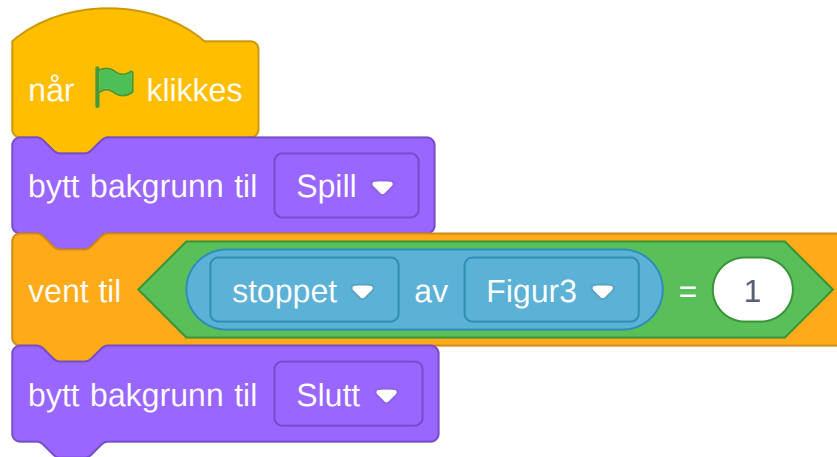 når klikkes
bytt bakgrunn til Spill
vent til stoppet av Figur3 = 1
bytt bakgrunn til Slutt